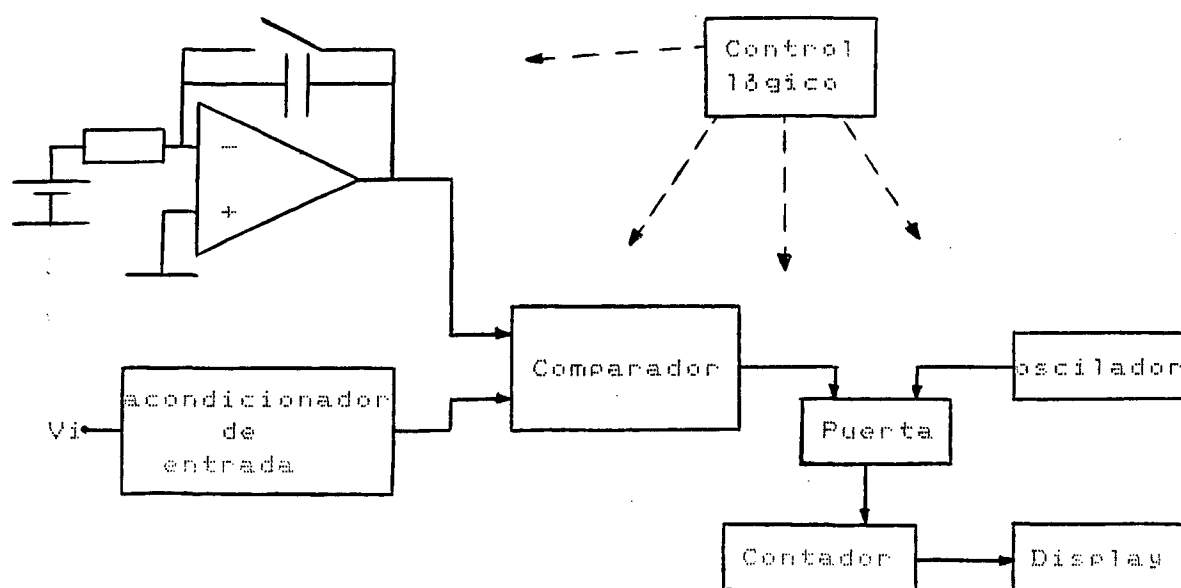 Control
lógico
-
+
Comparador
oscilador
acondicionador
de
entrada
Vi
Puerta
Contador
Display